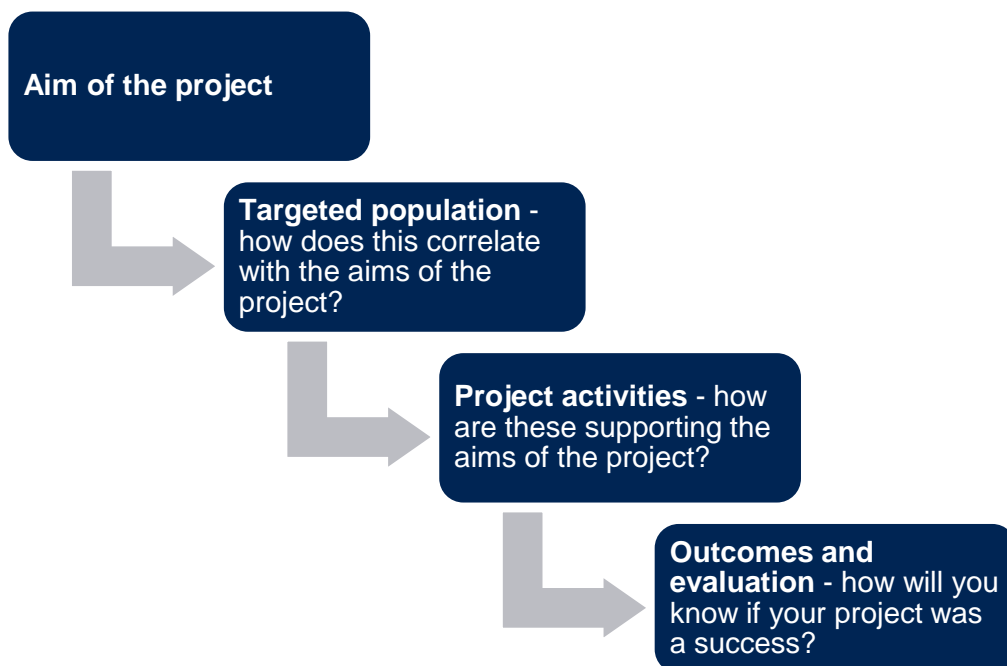 Aim of the project
Targeted population -
how does this correlate
with the aims of the
project?
Project activities - how
are these supporting the
aims of the project?
Outcomes and
evaluation - how will you
know if your project was
a success?